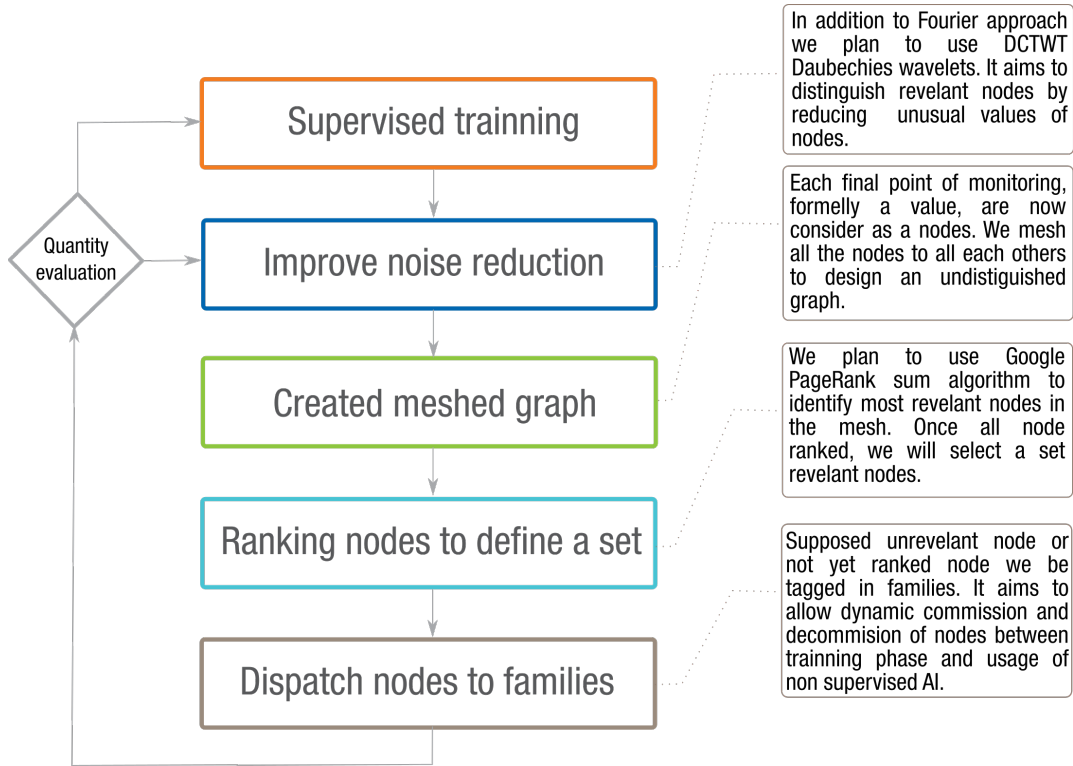 Supervised trainning
Quantity
evaluation
Improve noise reduction
Created meshed graph
Ranking nodes to define a set
Dispatch nodes to families
In addition to Fourier approach
we plan to use DCTWT
Daubechies wavelets. It aims to
distinguish revelant nodes by
reducing unusual values of
nodes.
Each final point of monitoring,
formelly a value, are now
consider as a nodes. We mesh
all the nodes to all each others
to design an undistiguished
graph.
We plan to use Google
PageRank sum algorithm to
identify most revelant nodes in
the mesh. Once all node
ranked, we will select a set
revelant nodes.
Supposed unrevelant node or
not yet ranked node we be
tagged in families. It aims to
allow dynamic commission and
decommision of nodes between
trainning phase and usage of
non supervised AI.